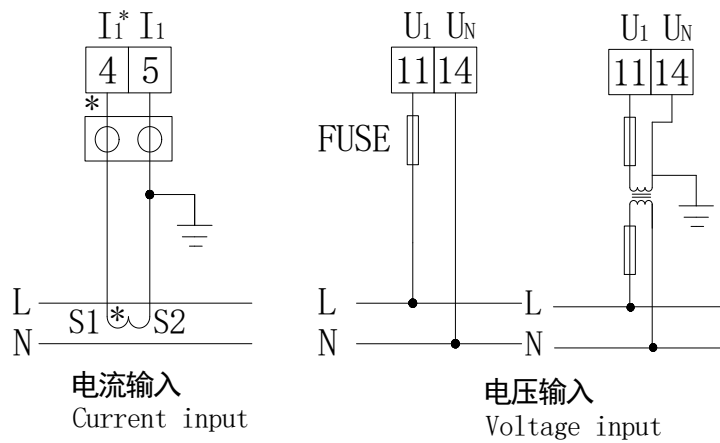 I1* I1
4 5
*
L
S1 * S2
N
电流输入
Current input
U1 UN
11 14
FUSE
L
N
U1 UN
11 14
L
N
电压输入
Voltage input